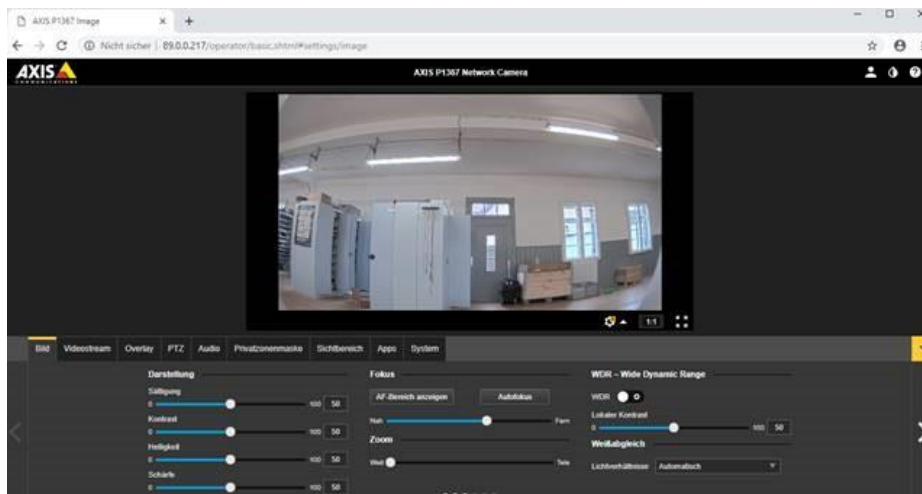 AXIS P1367 Image
Nicht sicher | 89.0.0.217/operator/basic.shtml#settings/image
AXIS
COMMUNICATIONS
AXIS P1367 Network Camera
1:1
Bild Videostream Overlay PTZ Audio Privatzonenmaske Sichtbereich Apps System
Darstellung
Sättigung
0 100 50
Kontrast
0 100 50
Helligkeit
0 100 50
Schärfe
0 100 50
Fokus
AF-Bereich anzeigen Autofokus
Nah Fern
Zoom
Weit Tele
WDR – Wide Dynamic Range
WDR
Lokaler Kontrast
0 100 50
Weißabgleich
Lichtverhältnisse Automatisch